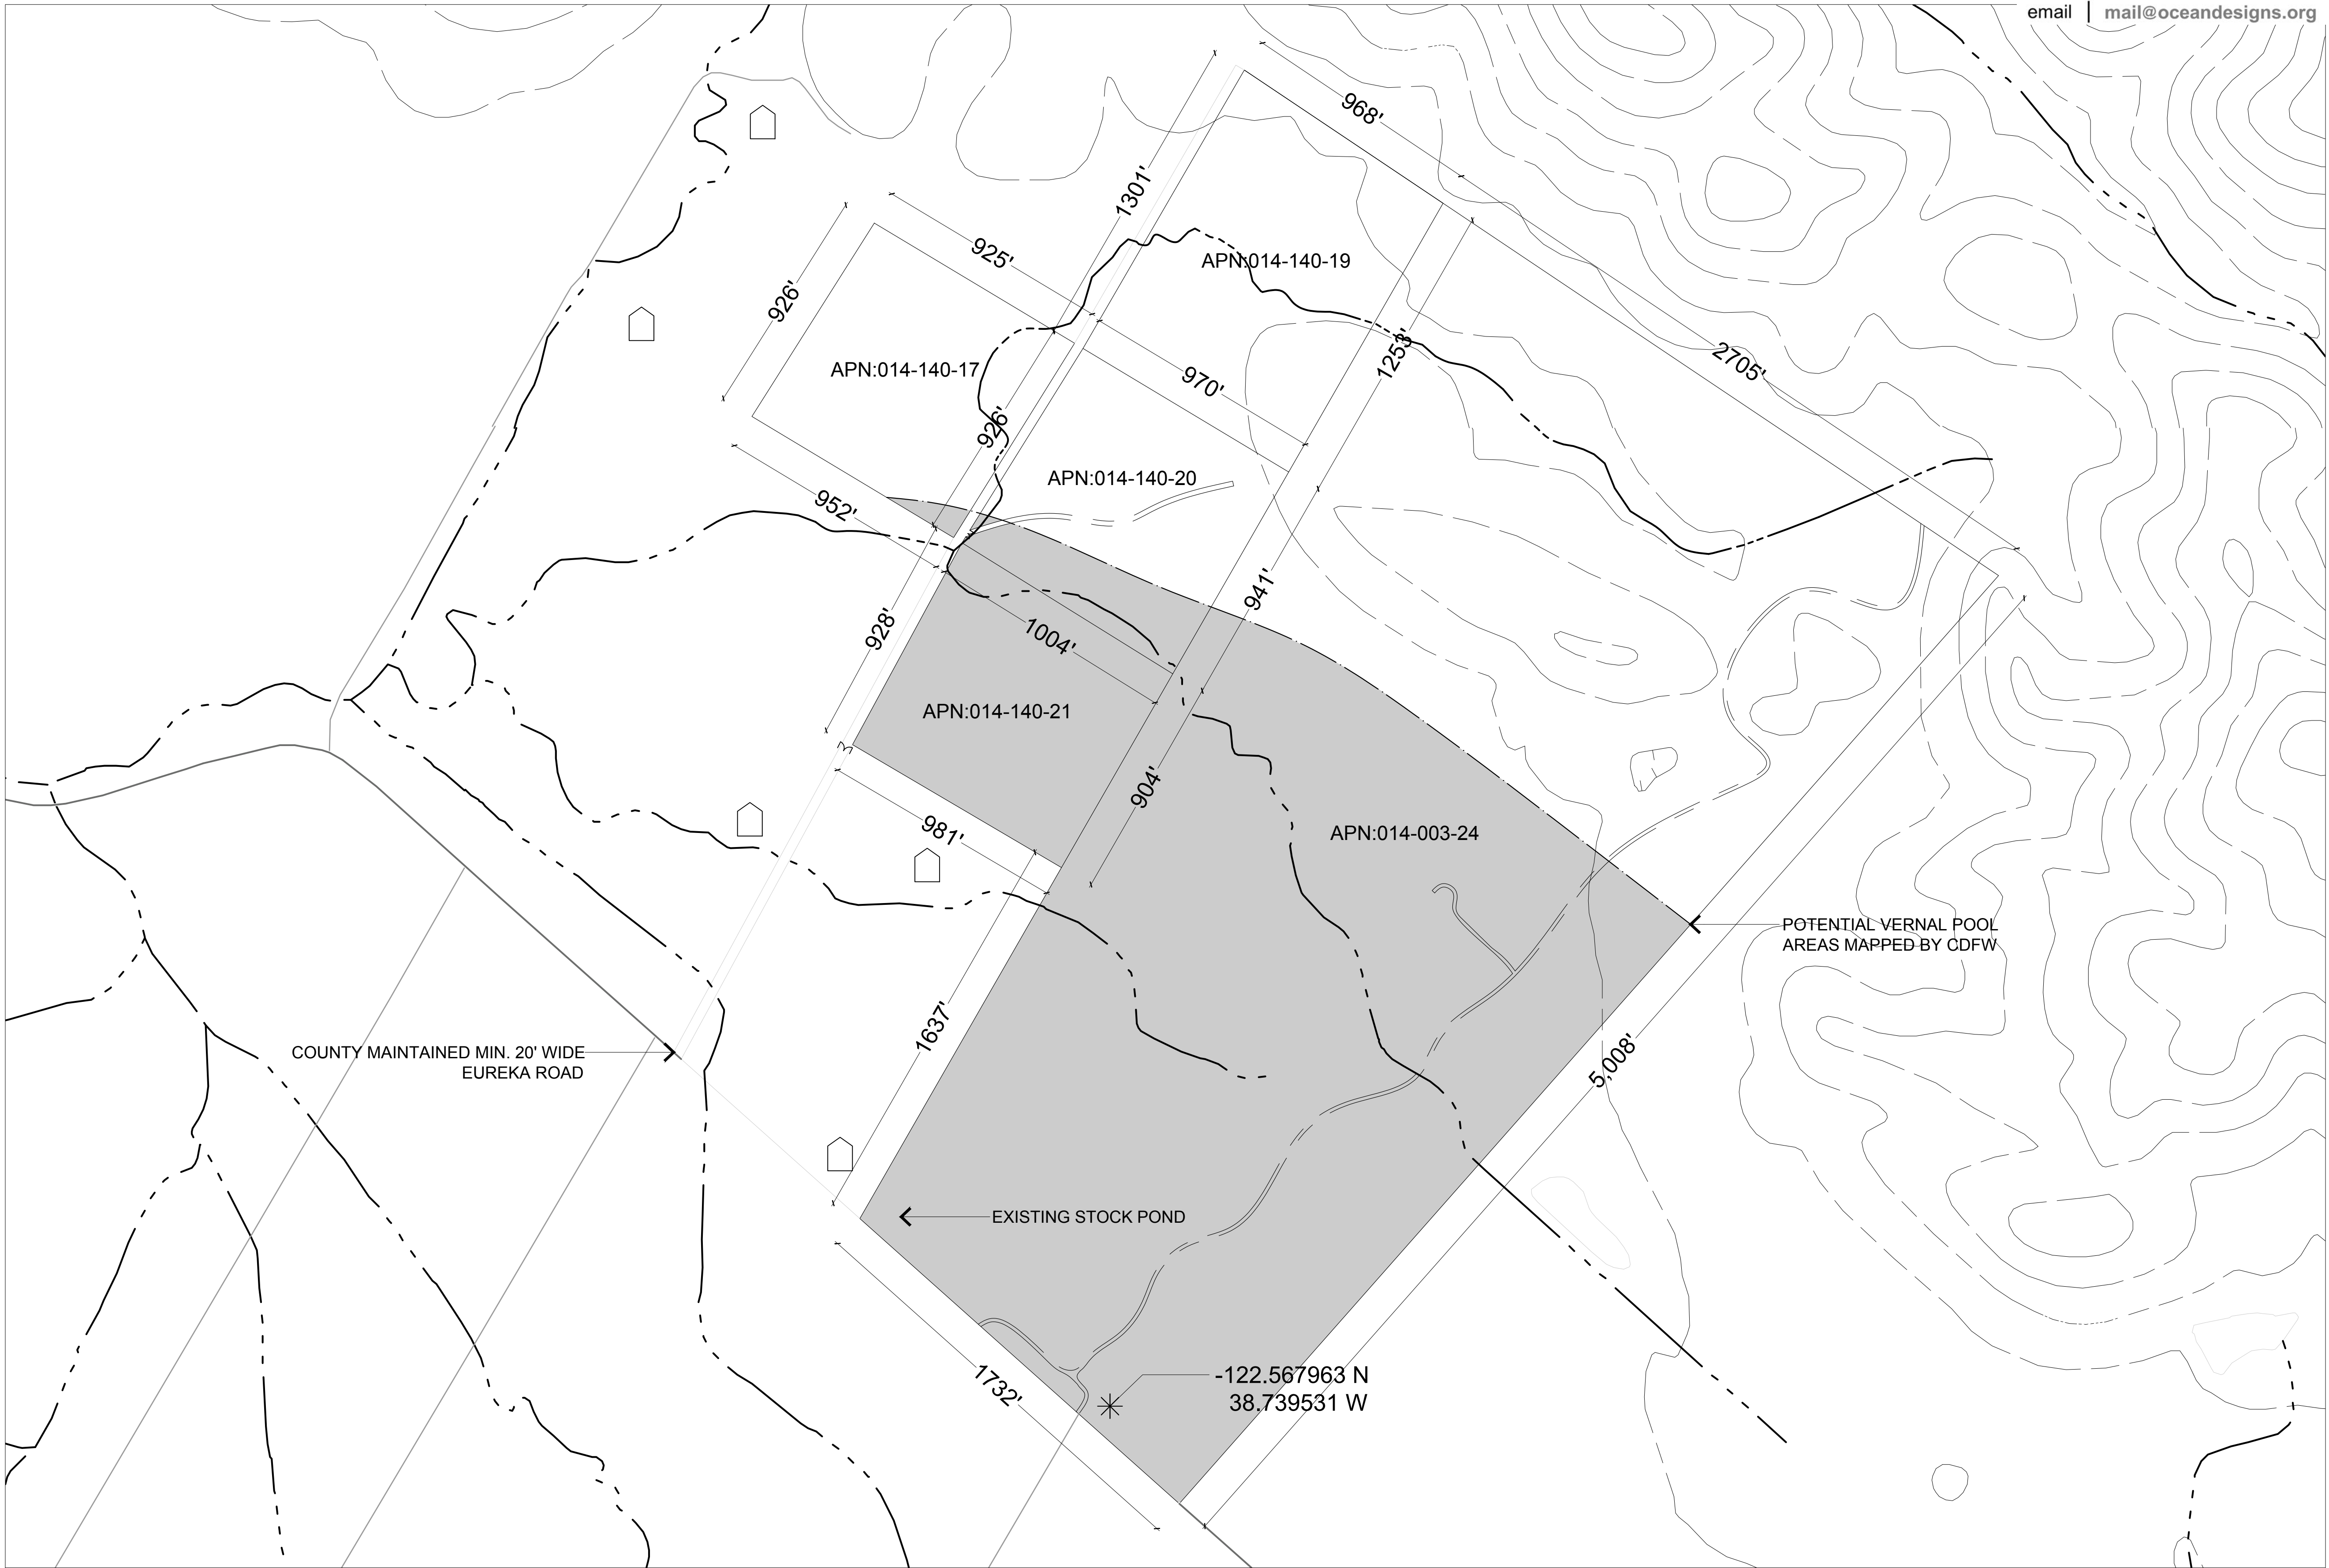 email | mail@oceandesigns.org
968'
1301'
925'
APN:014-140-19
926'
1253'
2705'
APN:014-140-17
970'
926'
APN:014-140-20
952'
941'
928'
1004'
APN:014-140-21
904'
981'
APN:014-003-24
POTENTIAL VERNAL POOL
AREAS MAPPED BY CDFW
1637'
COUNTY MAINTAINED MIN. 20' WIDE
EUREKA ROAD
5,008'
EXISTING STOCK POND
1732'
-122.567963 N
38.739531 W